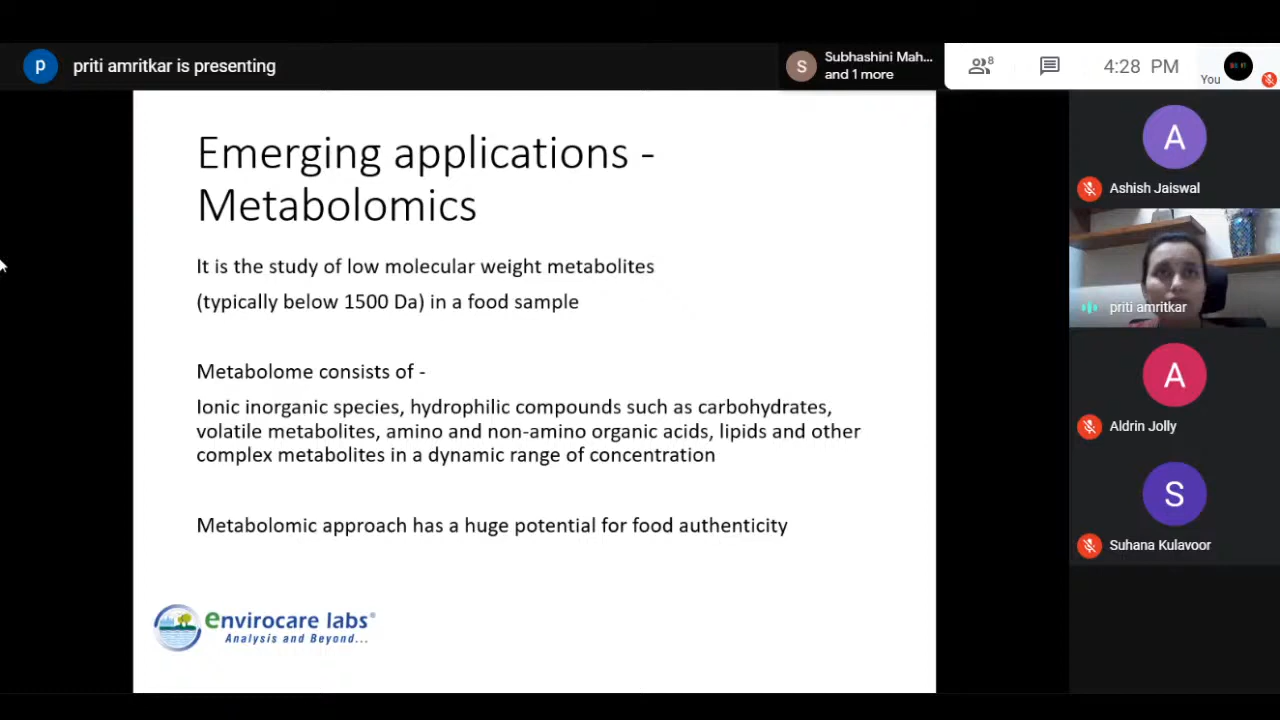 p
priti amritkar is presenting
S
Subhashini Mah...
and 1 more
8
4:28 PM
You
Emerging applications -
Metabolomics
It is the study of low molecular weight metabolites
(typically below 1500 Da) in a food sample
Metabolome consists of -
Ionic inorganic species, hydrophilic compounds such as carbohydrates,
volatile metabolites, amino and non-amino organic acids, lipids and other
complex metabolites in a dynamic range of concentration
Metabolomic approach has a huge potential for food authenticity
envirocare labs®
Analysis and Beyond...
A
Ashish Jaiswal
priti amritkar
A
Aldrin Jolly
S
Suhana Kulavoor